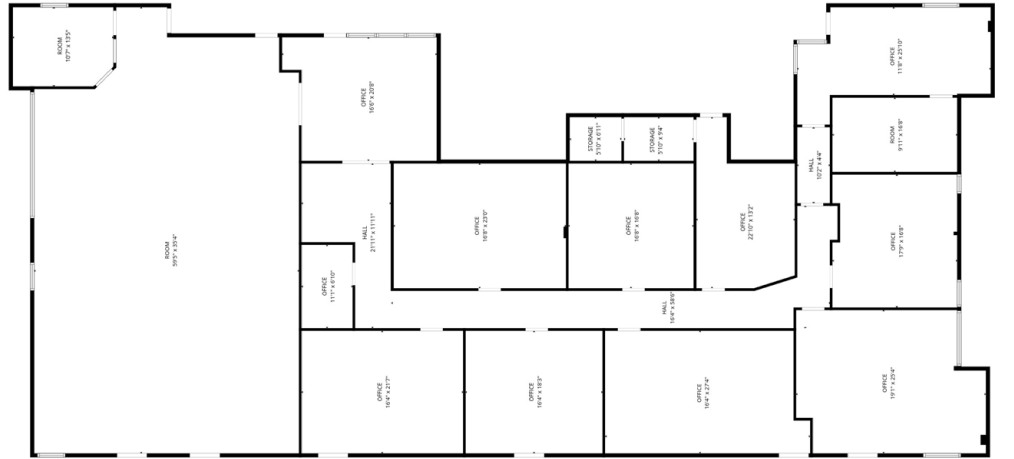 ROOM
10'7" x 13'5"
ROOM
59'5" x 35'4"
OFFICE
16'6" x 20'8"
HALL
21'11" x 11'11"
OFFICE
11'1" x 6'10"
OFFICE
16'8" x 23'0"
STORAGE
5'10" x 6'11"
STORAGE
5'10" x 9'4"
OFFICE
16'8" x 16'8"
OFFICE
22'10" x 13'2"
HALL
16'4" x 58'6"
OFFICE
11'8" x 25'10"
ROOM
9'11" x 16'8"
HALL
10'2" x 4'4"
OFFICE
17'9" x 16'8"
OFFICE
16'4" x 21'7"
OFFICE
16'4" x 18'3"
OFFICE
16'4" x 27'4"
OFFICE
19'1" x 25'4"